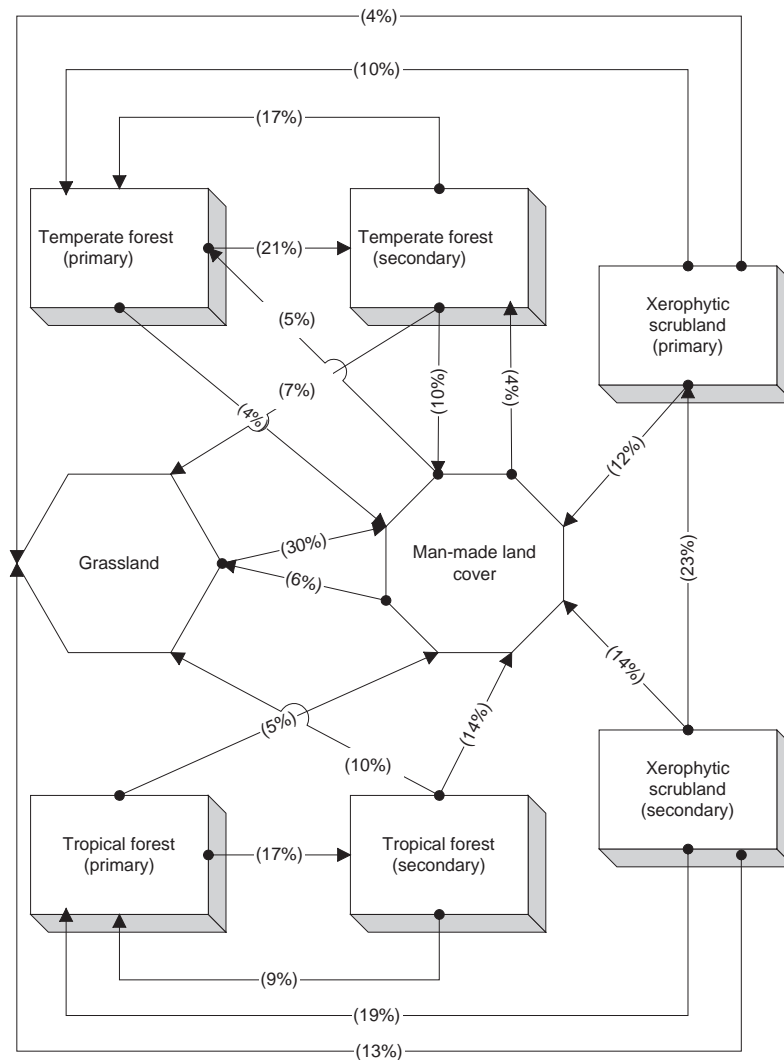 (4%)
(10%)
(17%)
Temperate forest
(primary)
(21%)
Temperate forest
(secondary)
Xerophytic
scrubland
(primary)
(5%)
(7%)
(10%)
(4%)
(4%)
(12%)
Grassland
(30%)
(6%)
Man-made land
cover
(23%)
(14%)
(5%)
(14%)
(10%)
Xerophytic
scrubland
(secondary)
Tropical forest
(primary)
(17%)
Tropical forest
(secondary)
(9%)
(19%)
(13%)